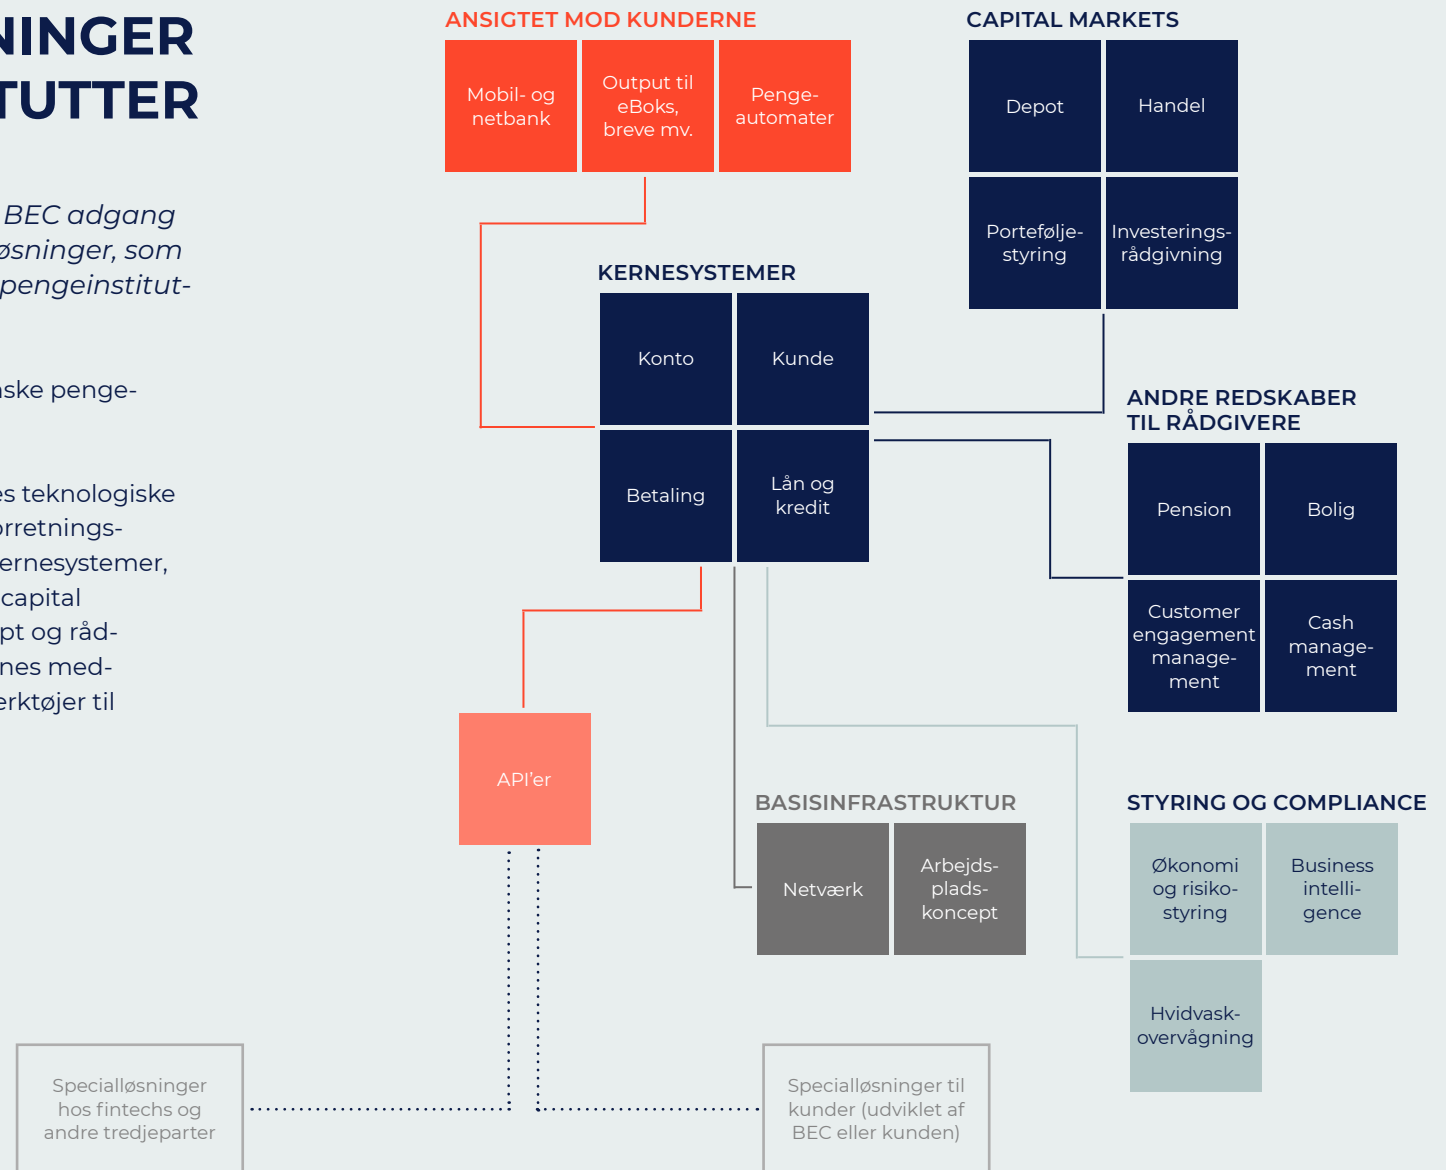 NINGER
TUTTER
BEC adgang
øsninger, som
pengeinstitut-
ske penge-
es teknologiske
orretnings-
ernesystemer,
capital
pt og råd-
nes med-
erktøjer til
ANSIGTET MOD KUNDERNE
Mobil- og
netbank
Output til
eBoks,
breve mv.
Penge-
automater
CAPITAL MARKETS
Depot
Handel
Portefølje-
styring
Investerings-
rådgivning
KERNESYSTEMER
Konto
Kunde
Betaling
Lån og
kredit
ANDRE REDSKABER
TIL RÅDGIVERE
Pension
Bolig
Customer
engagement
manage-
ment
Cash
manage-
ment
API’er
BASISINFRASTRUKTUR
Netværk
Arbejds-
plads-
koncept
STYRING OG COMPLIANCE
Økonomi
og risiko-
styring
Business
intelli-
gence
Hvidvask-
overvågning
Specialløsninger
hos fintechs og
andre tredjeparter
Specialløsninger til
kunder (udviklet af
BEC eller kunden)